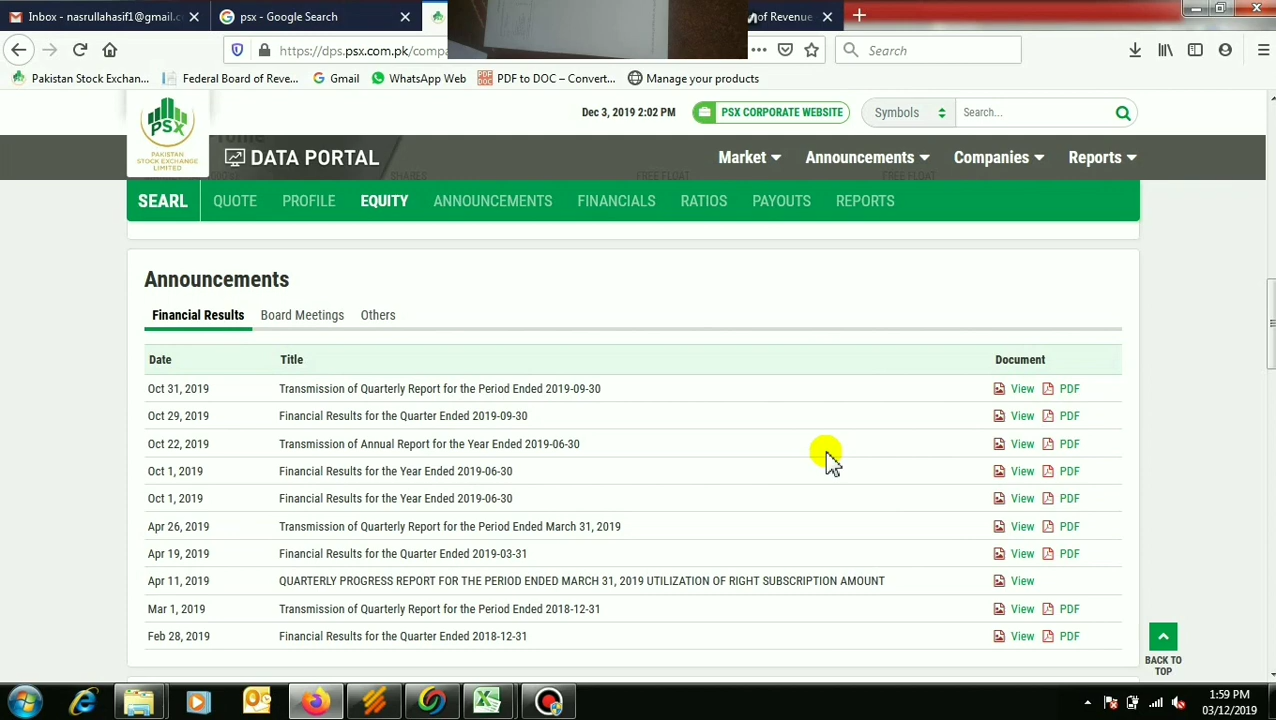 Inbox - nasrullahasif1@gmail.c
psx - Google Search
of Revenue
https://dps.psx.com.pk/comp
Search
Pakistan Stock Exchan...
Federal Board of Reve...
Gmail
WhatsApp Web
PDF to DOC – Convert...
Manage your products
Dec 3, 2019 2:02 PM
PSX CORPORATE WEBSITE
Symbols
Search...
PSX
PAKISTAN
STOCK EXCHANGE
LIMITED
DATA PORTAL
Market
Announcements
Companies
Reports
SHARES
FREE FLOAT
FREE FLOAT
SEARL
QUOTE
PROFILE
EQUITY
ANNOUNCEMENTS
FINANCIALS
RATIOS
PAYOUTS
REPORTS
Announcements
Financial Results
Board Meetings
Others
Date Title Document
Oct 31, 2019 Transmission of Quarterly Report for the Period Ended 2019-09-30 View PDF
Oct 29, 2019 Financial Results for the Quarter Ended 2019-09-30 View PDF
Oct 22, 2019 Transmission of Annual Report for the Year Ended 2019-06-30 View PDF
Oct 1, 2019 Financial Results for the Year Ended 2019-06-30 View PDF
Oct 1, 2019 Financial Results for the Year Ended 2019-06-30 View PDF
Apr 26, 2019 Transmission of Quarterly Report for the Period Ended March 31, 2019 View PDF
Apr 19, 2019 Financial Results for the Quarter Ended 2019-03-31 View PDF
Apr 11, 2019 QUARTERLY PROGRESS REPORT FOR THE PERIOD ENDED MARCH 31, 2019 UTILIZATION OF RIGHT SUBSCRIPTION AMOUNT View
Mar 1, 2019 Transmission of Quarterly Report for the Period Ended 2018-12-31 View PDF
Feb 28, 2019 Financial Results for the Quarter Ended 2018-12-31 View PDF
BACK TO
TOP
1:59 PM
03/12/2019